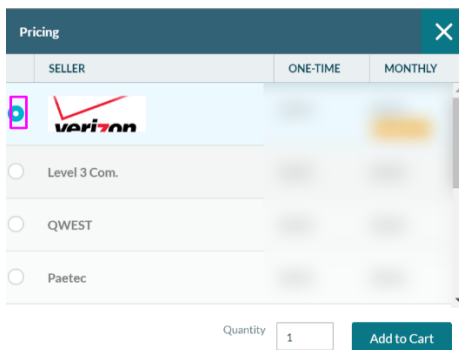 Pricing
SELLER ONE-TIME MONTHLY
verizon
Level 3 Com.
QWEST
Paetec
Quantity 1 Add to Cart